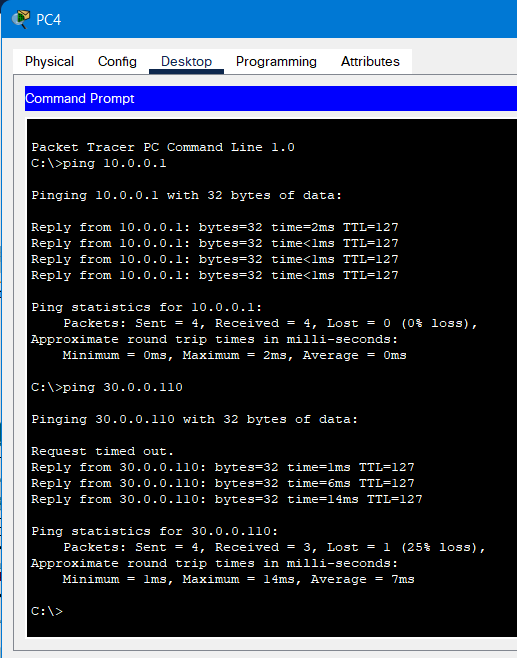 PC4
Physical Config Desktop Programming Attributes
Command Prompt
Packet Tracer PC Command Line 1.0
C:\>ping 10.0.0.1
Pinging 10.0.0.1 with 32 bytes of data:
Reply from 10.0.0.1: bytes=32 time=2ms TTL=127
Reply from 10.0.0.1: bytes=32 time<1ms TTL=127
Reply from 10.0.0.1: bytes=32 time<1ms TTL=127
Reply from 10.0.0.1: bytes=32 time<1ms TTL=127
Ping statistics for 10.0.0.1:
Packets: Sent = 4, Received = 4, Lost = 0 (0% loss),
Approximate round trip times in milli-seconds:
Minimum = 0ms, Maximum = 2ms, Average = 0ms
C:\>ping 30.0.0.110
Pinging 30.0.0.110 with 32 bytes of data:
Request timed out.
Reply from 30.0.0.110: bytes=32 time=1ms TTL=127
Reply from 30.0.0.110: bytes=32 time=6ms TTL=127
Reply from 30.0.0.110: bytes=32 time=14ms TTL=127
Ping statistics for 30.0.0.110:
Packets: Sent = 4, Received = 3, Lost = 1 (25% loss),
Approximate round trip times in milli-seconds:
Minimum = 1ms, Maximum = 14ms, Average = 7ms
C:\>